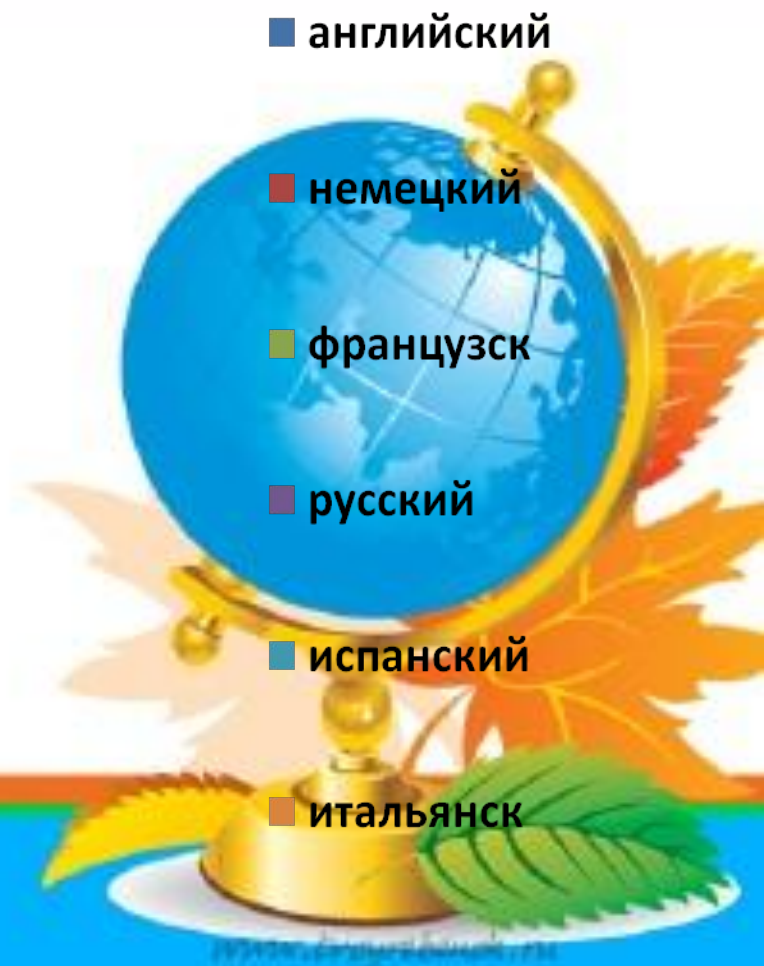 английский
немецкий
французск
русский
испанский
итальянск